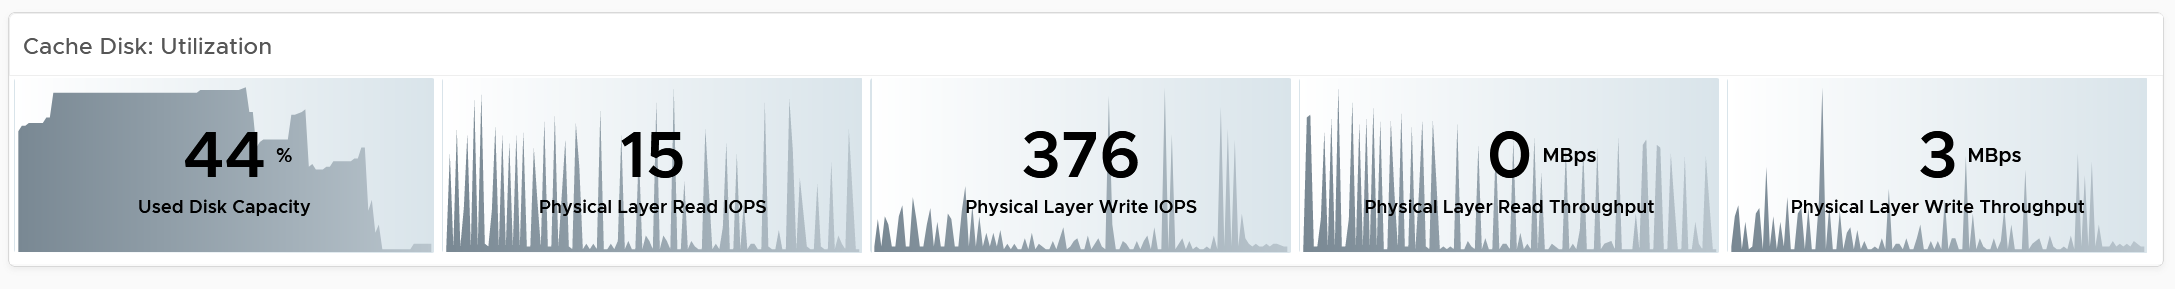 Cache Disk: Utilization
44 %
Used Disk Capacity
15
Physical Layer Read IOPS
376
Physical Layer Write IOPS
0 MBps
Physical Layer Read Throughput
3 MBps
Physical Layer Write Throughput